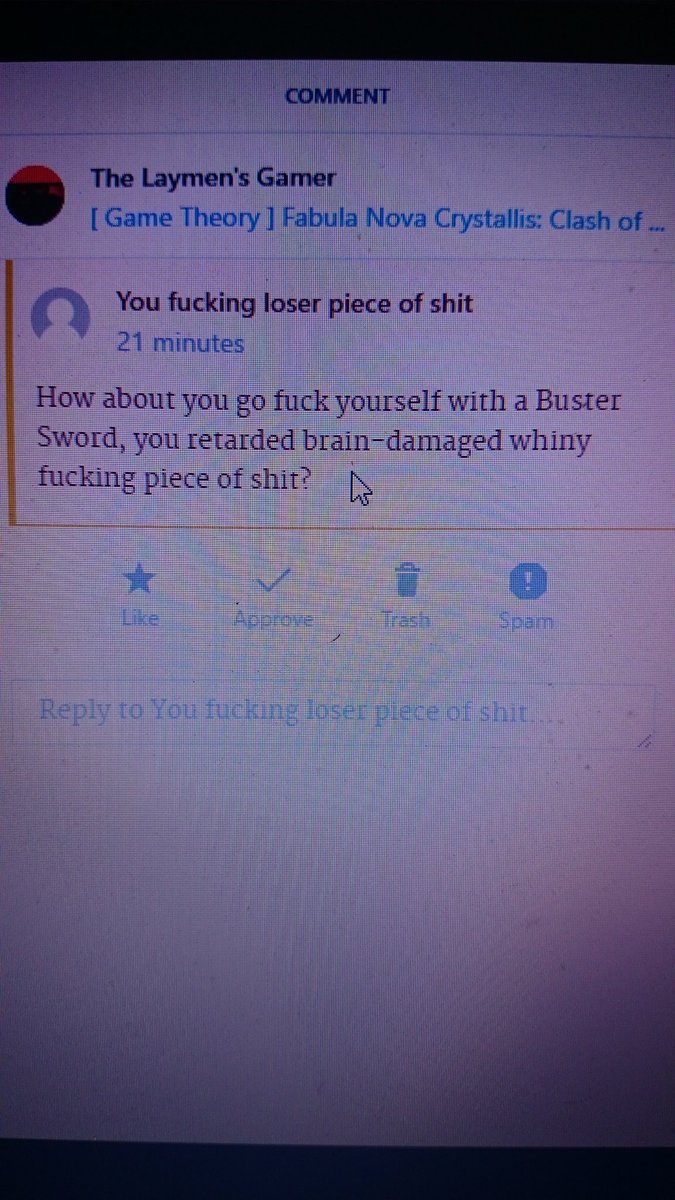 COMMENT
The Laymen's Gamer
[ Game Theory ] Fabula Nova Crystallis: Clash of ...
You fucking loser piece of shit
21 minutes
How about you go fuck yourself with a Buster
Sword, you retarded brain-damaged whiny
fucking piece of shit?
Like Approve Trash Spam
Reply to You fucking loser piece of shit...